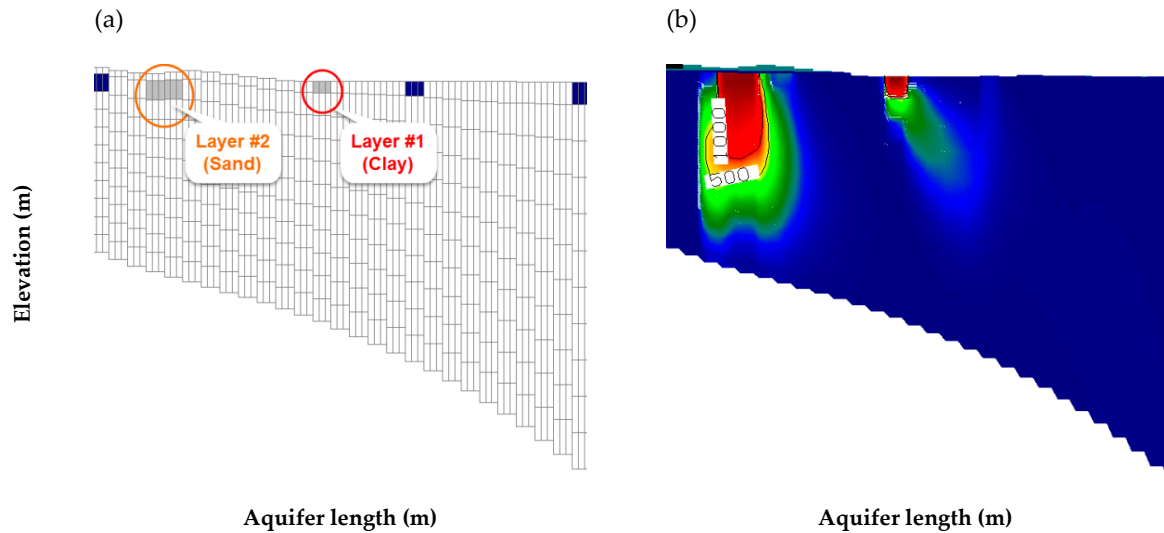 (a)
(b)
Layer #2
(Sand)
Layer #1
(Clay)
1000
500
Elevation (m)
Aquifer length (m)
Aquifer length (m)